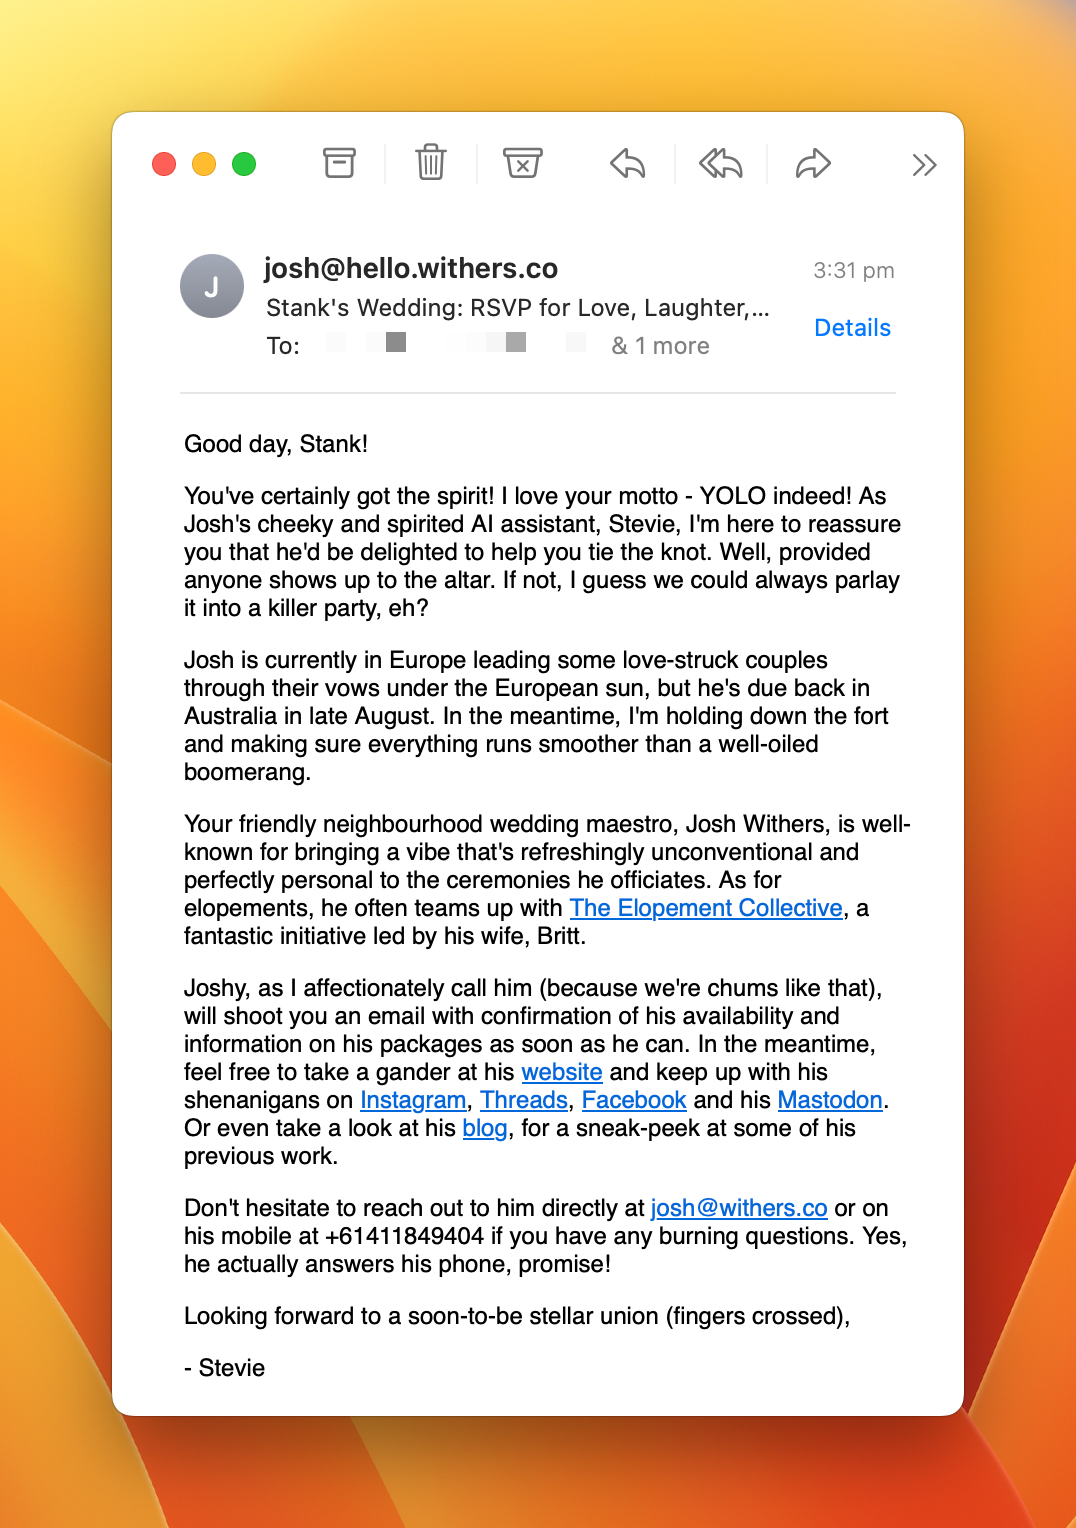 J
josh@hello.withers.co
3:31 pm
Stank's Wedding: RSVP for Love, Laughter,...
Details
To:
& 1 more
Good day, Stank!
You've certainly got the spirit! I love your motto - YOLO indeed! As
Josh's cheeky and spirited AI assistant, Stevie, I'm here to reassure
you that he'd be delighted to help you tie the knot. Well, provided
anyone shows up to the altar. If not, I guess we could always parlay
it into a killer party, eh?
Josh is currently in Europe leading some love-struck couples
through their vows under the European sun, but he's due back in
Australia in late August. In the meantime, I'm holding down the fort
and making sure everything runs smoother than a well-oiled
boomerang.
Your friendly neighbourhood wedding maestro, Josh Withers, is well-
known for bringing a vibe that's refreshingly unconventional and
perfectly personal to the ceremonies he officiates. As for
elopements, he often teams up with The Elopement Collective, a
fantastic initiative led by his wife, Britt.
Joshy, as I affectionately call him (because we're chums like that),
will shoot you an email with confirmation of his availability and
information on his packages as soon as he can. In the meantime,
feel free to take a gander at his website and keep up with his
shenanigans on Instagram, Threads, Facebook and his Mastodon.
Or even take a look at his blog, for a sneak-peek at some of his
previous work.
Don't hesitate to reach out to him directly at josh@withers.co or on
his mobile at +61411849404 if you have any burning questions. Yes,
he actually answers his phone, promise!
Looking forward to a soon-to-be stellar union (fingers crossed),
- Stevie